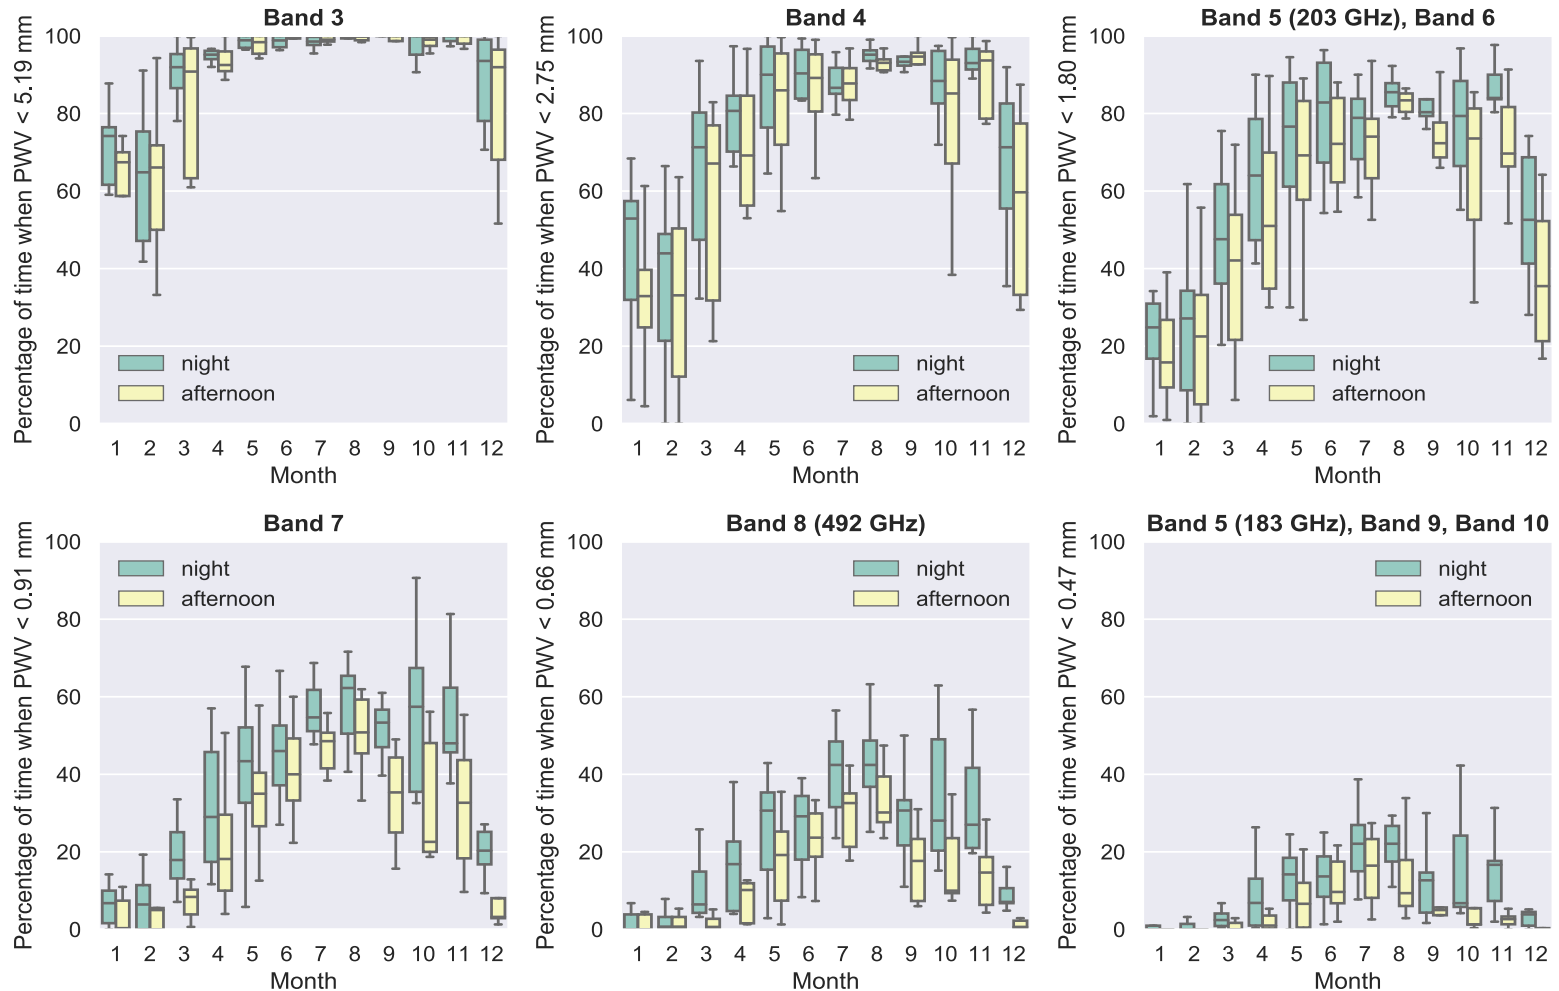 Band 3
Percentage of time when PWV < 5.19 mm
100
80
60
40
20
0
night
afternoon
1 2 3 4 5 6 7 8 9 10 11 12
Month
Band 4
Percentage of time when PWV < 2.75 mm
100
80
60
40
20
0
night
afternoon
1 2 3 4 5 6 7 8 9 10 11 12
Month
Band 5 (203 GHz), Band 6
Percentage of time when PWV < 1.80 mm
100
80
60
40
20
0
night
afternoon
1 2 3 4 5 6 7 8 9 10 11 12
Month
Band 7
Percentage of time when PWV < 0.91 mm
100
80
60
40
20
0
night
afternoon
1 2 3 4 5 6 7 8 9 10 11 12
Month
Band 8 (492 GHz)
Percentage of time when PWV < 0.66 mm
100
80
60
40
20
0
night
afternoon
1 2 3 4 5 6 7 8 9 10 11 12
Month
Band 5 (183 GHz), Band 9, Band 10
Percentage of time when PWV < 0.47 mm
100
80
60
40
20
0
night
afternoon
1 2 3 4 5 6 7 8 9 10 11 12
Month